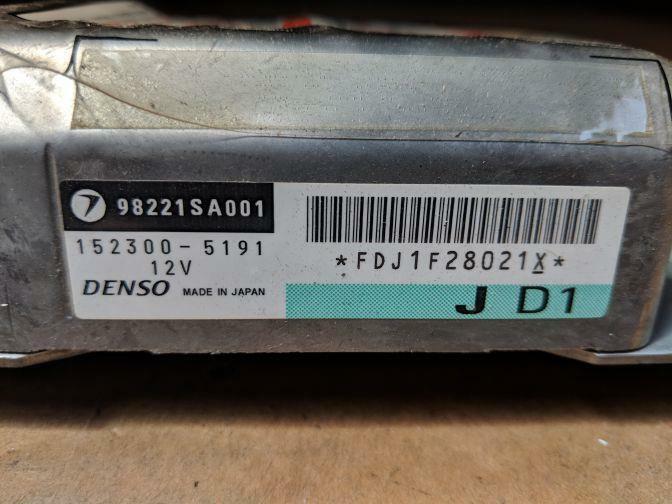 98221SA001
152300-5191
12V
DENSO MADE IN JAPAN
*FDJ1F28021X*
J D1